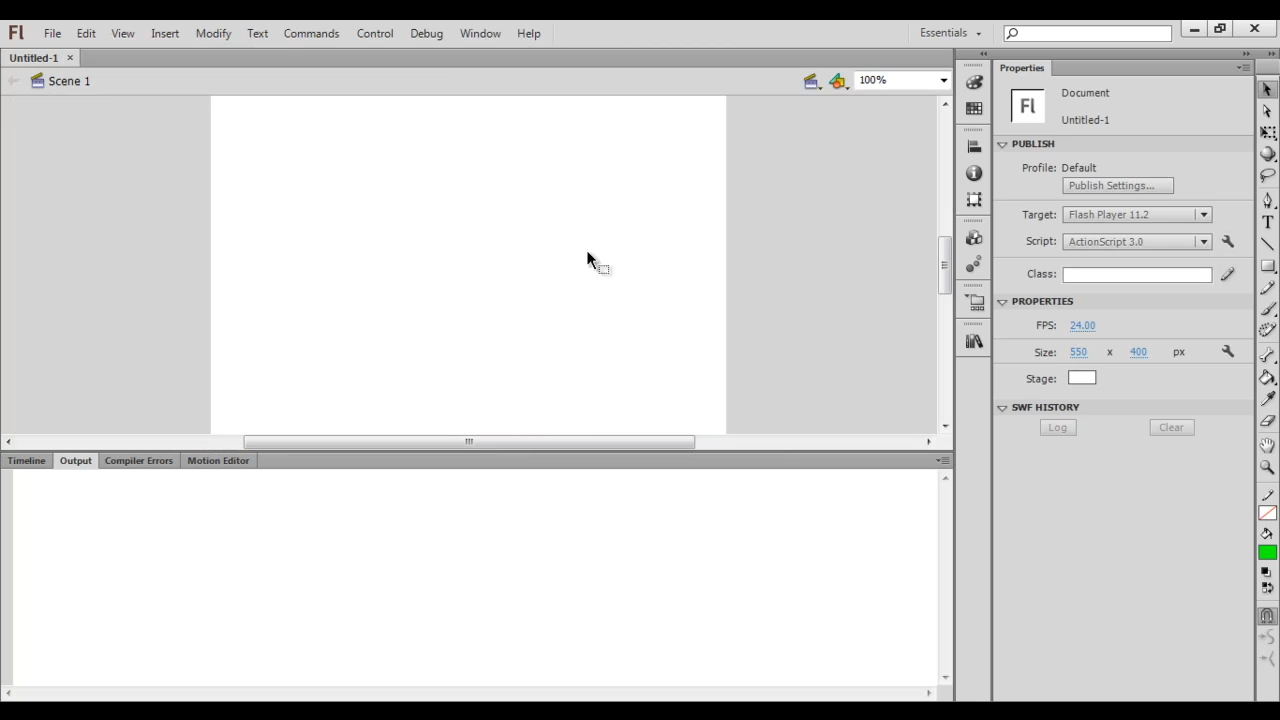 Fl File Edit View Insert Modify Text Commands Control Debug Window Help Essentials
Untitled-1 ×
Scene 1 100%
Properties
Fl Document
Untitled-1
PUBLISH
Profile: Default
Publish Settings...
Target: Flash Player 11.2
Script: ActionScript 3.0
Class:
PROPERTIES
FPS: 24.00
Size: 550 x 400 px
Stage:
SWF HISTORY
Log Clear
Timeline Output Compiler Errors Motion Editor